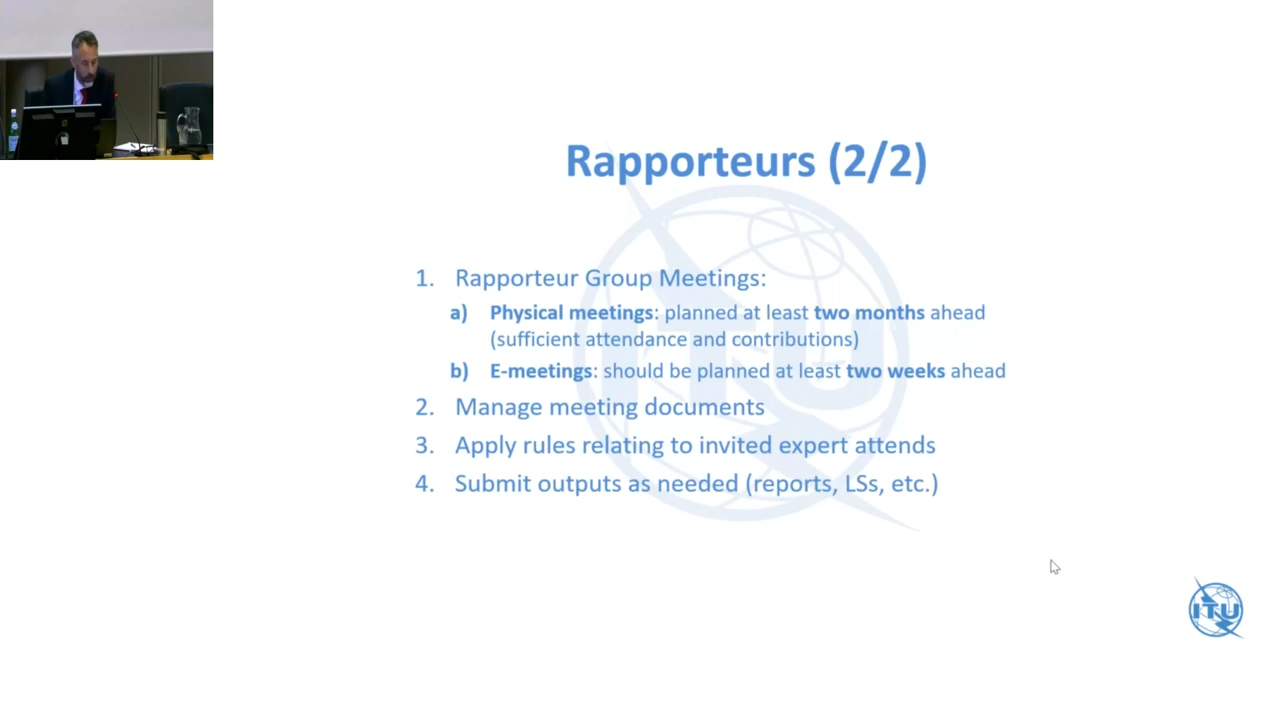 Rapporteurs (2/2)
1. Rapporteur Group Meetings:
a) Physical meetings: planned at least two months ahead
(sufficient attendance and contributions)
b) E-meetings: should be planned at least two weeks ahead
2. Manage meeting documents
3. Apply rules relating to invited expert attends
4. Submit outputs as needed (reports, LSs, etc.)
ITU
ITU